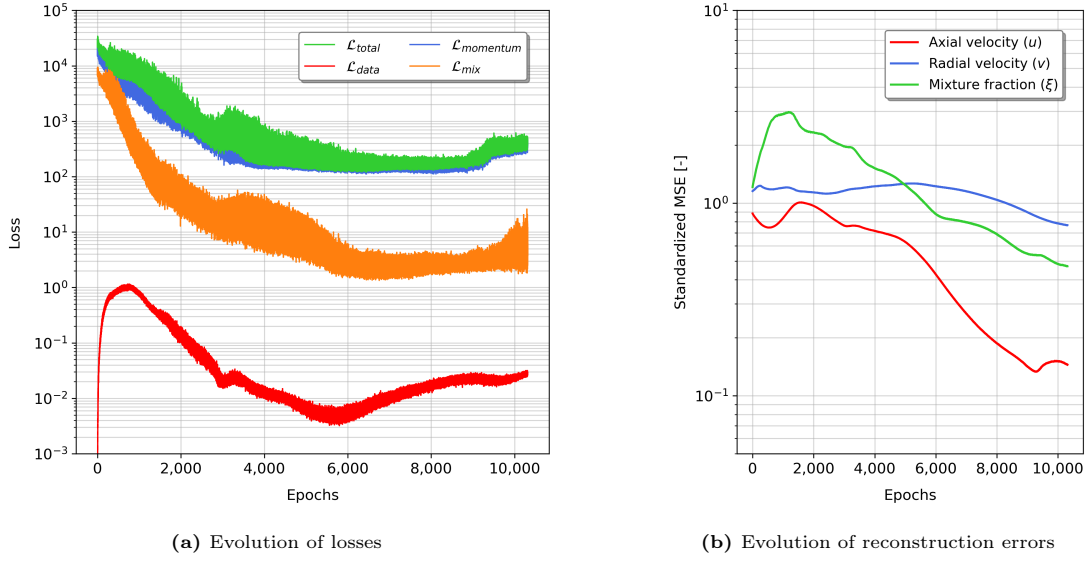 10^5
10^4
10^3
10^2
10^1
10^0
10^−1
10^−2
10^−3
Loss
0 2,000 4,000 6,000 8,000 10,000
Epochs
ℒ_total ℒ_momentum
ℒ_data ℒ_mix
(a) Evolution of losses
10^1
10^0
10^−1
Standardized MSE [-]
0 2,000 4,000 6,000 8,000 10,000
Epochs
Axial velocity (u)
Radial velocity (v)
Mixture fraction (ξ)
(b) Evolution of reconstruction errors